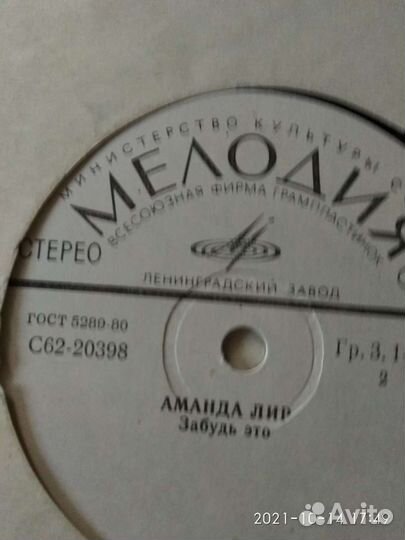 МИНИСТЕРСТВО КУЛЬТУРЫ С
МЕЛОДИЯ
ВСЕСОЮЗНАЯ ФИРМА ГРАМПЛАСТИНОК
СТЕРЕО
ЛЕНИНГРАДСКИЙ ЗАВОД
ГОСТ 5289-80
С62-20398
Гр. 3, 1-
2
АМАНДА ЛИР
Забудь это
2021-10-14 17:49
Avito